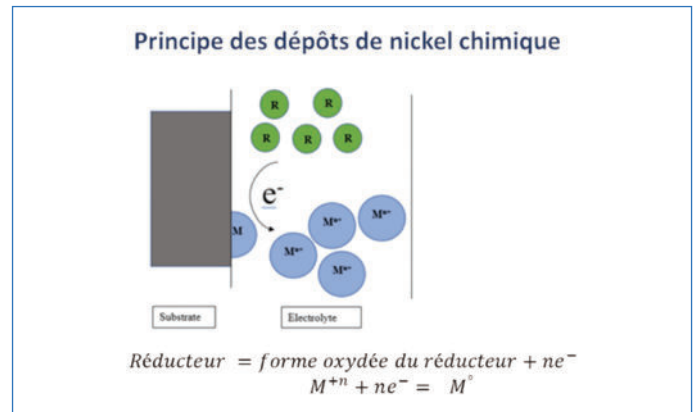 Principe des dépôts de nickel chimique
R R
R R R
e⁻
M Mⁿ⁺ Mⁿ⁺ Mⁿ⁺
Mⁿ⁺
Substrate Electrolyte
Réducteur = forme oxydée du réducteur + ne⁻
M⁺ⁿ + ne⁻ = M°